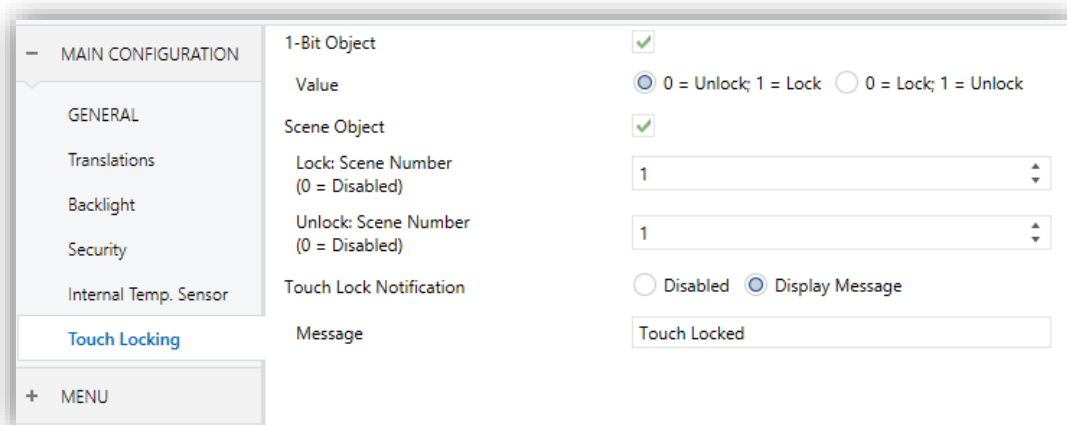 MAIN CONFIGURATION
GENERAL
Translations
Backlight
Security
Internal Temp. Sensor
Touch Locking
MENU
1-Bit Object
Value
0 = Unlock; 1 = Lock
0 = Lock; 1 = Unlock
Scene Object
Lock: Scene Number
(0 = Disabled)
1
Unlock: Scene Number
(0 = Disabled)
1
Touch Lock Notification
Disabled
Display Message
Message
Touch Locked